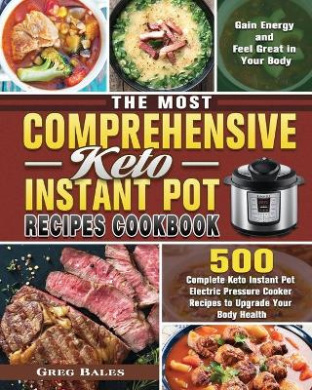 Gain Energy
and
Feel Great in
Your Body
THE MOST
COMPREHENSIVE
Keto
INSTANT POT
RECIPES COOKBOOK
500
Complete Keto Instant Pot
Electric Pressure Cooker
Recipes to Upgrade Your
Body Health
Greg Bales